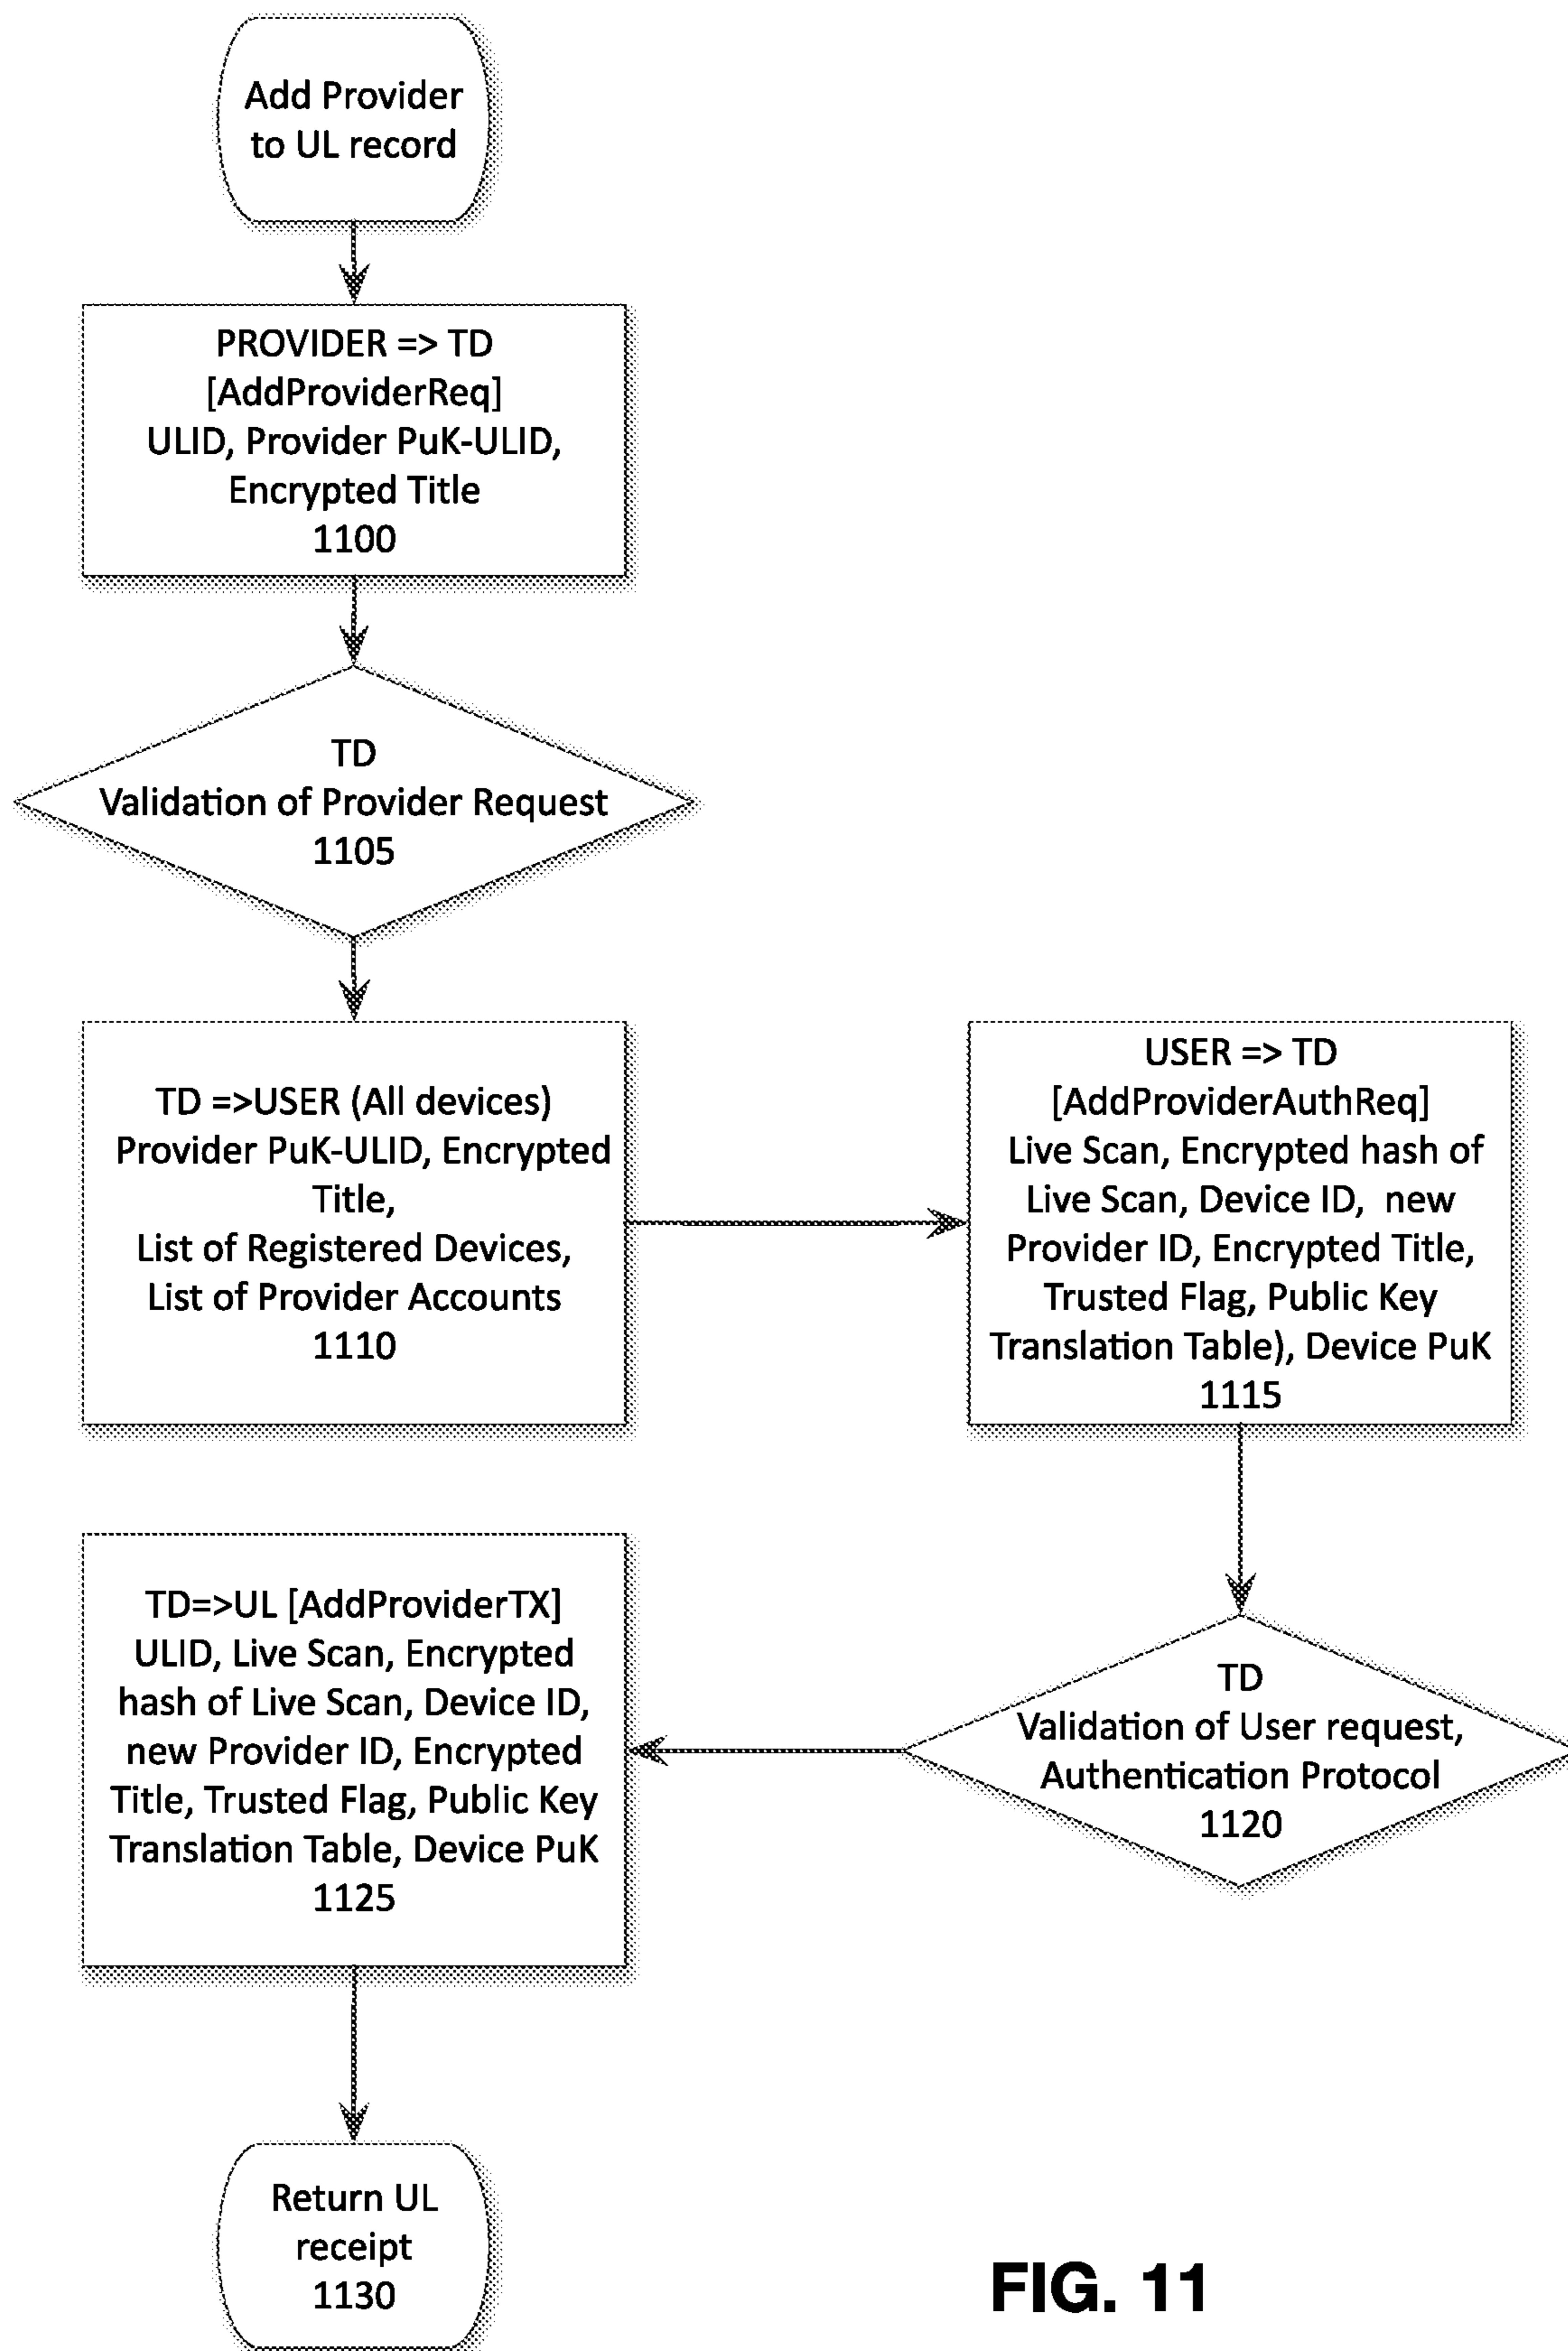 Add Provider
to UL record
PROVIDER => TD
[AddProviderReq]
ULID, Provider PuK-ULID,
Encrypted Title
1100
TD
Validation of Provider Request
1105
TD =>USER (All devices)
Provider PuK-ULID, Encrypted
Title,
List of Registered Devices,
List of Provider Accounts
1110
USER => TD
[AddProviderAuthReq]
Live Scan, Encrypted hash of
Live Scan, Device ID,  new
Provider ID, Encrypted Title,
Trusted Flag, Public Key
Translation Table), Device PuK
1115
TD
Validation of User request,
Authentication Protocol
1120
TD=>UL [AddProviderTX]
ULID, Live Scan, Encrypted
hash of Live Scan, Device ID,
new Provider ID, Encrypted
Title, Trusted Flag, Public Key
Translation Table, Device PuK
1125
Return UL
receipt
1130
FIG. 11